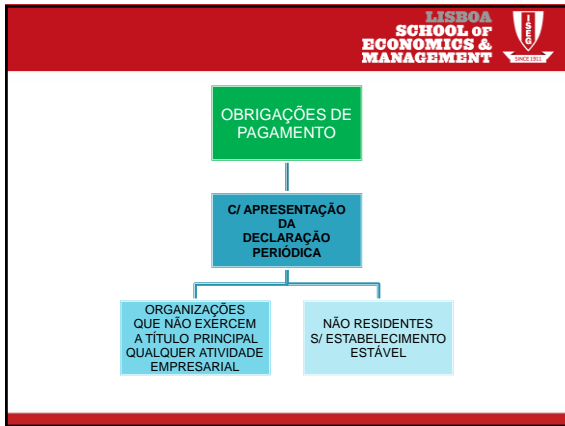 LISBOA
SCHOOL OF
ECONOMICS &
MANAGEMENT
ISEG
SINCE 1911
OBRIGAÇÕES DE
PAGAMENTO
C/ APRESENTAÇÃO
DA
DECLARAÇÃO
PERIÓDICA
ORGANIZAÇÕES
QUE NÃO EXERCEM
A TÍTULO PRINCIPAL
QUALQUER ATIVIDADE
EMPRESARIAL
NÃO RESIDENTES
S/ ESTABELECIMENTO
ESTÁVEL